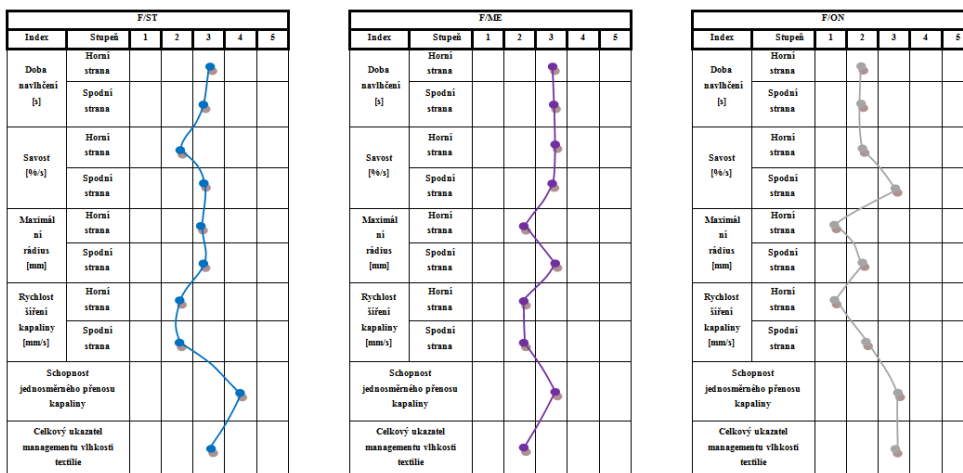 F/ST
Index Stupeň 1 2 3 4 5
Doba
navlhčení
[s]
Horní
strana
Spodní
strana
Savost
[%/s]
Horní
strana
Spodní
strana
Maximál
ní
rádius
[mm]
Horní
strana
Spodní
strana
Rychlost
šíření
kapaliny
[mm/s]
Horní
strana
Spodní
strana
Schopnost
jednosměrného přenosu
kapaliny
Celkový ukazatel
managementu vlhkosti
textilie
F/ME
Index Stupeň 1 2 3 4 5
Doba
navlhčení
[s]
Horní
strana
Spodní
strana
Savost
[%/s]
Horní
strana
Spodní
strana
Maximál
ní
rádius
[mm]
Horní
strana
Spodní
strana
Rychlost
šíření
kapaliny
[mm/s]
Horní
strana
Spodní
strana
Schopnost
jednosměrného přenosu
kapaliny
Celkový ukazatel
managementu vlhkosti
textilie
F/ON
Index Stupeň 1 2 3 4 5
Doba
navlhčení
[s]
Horní
strana
Spodní
strana
Savost
[%/s]
Horní
strana
Spodní
strana
Maximál
ní
rádius
[mm]
Horní
strana
Spodní
strana
Rychlost
šíření
kapaliny
[mm/s]
Horní
strana
Spodní
strana
Schopnost
jednosměrného přenosu
kapaliny
Celkový ukazatel
managementu vlhkosti
textilie